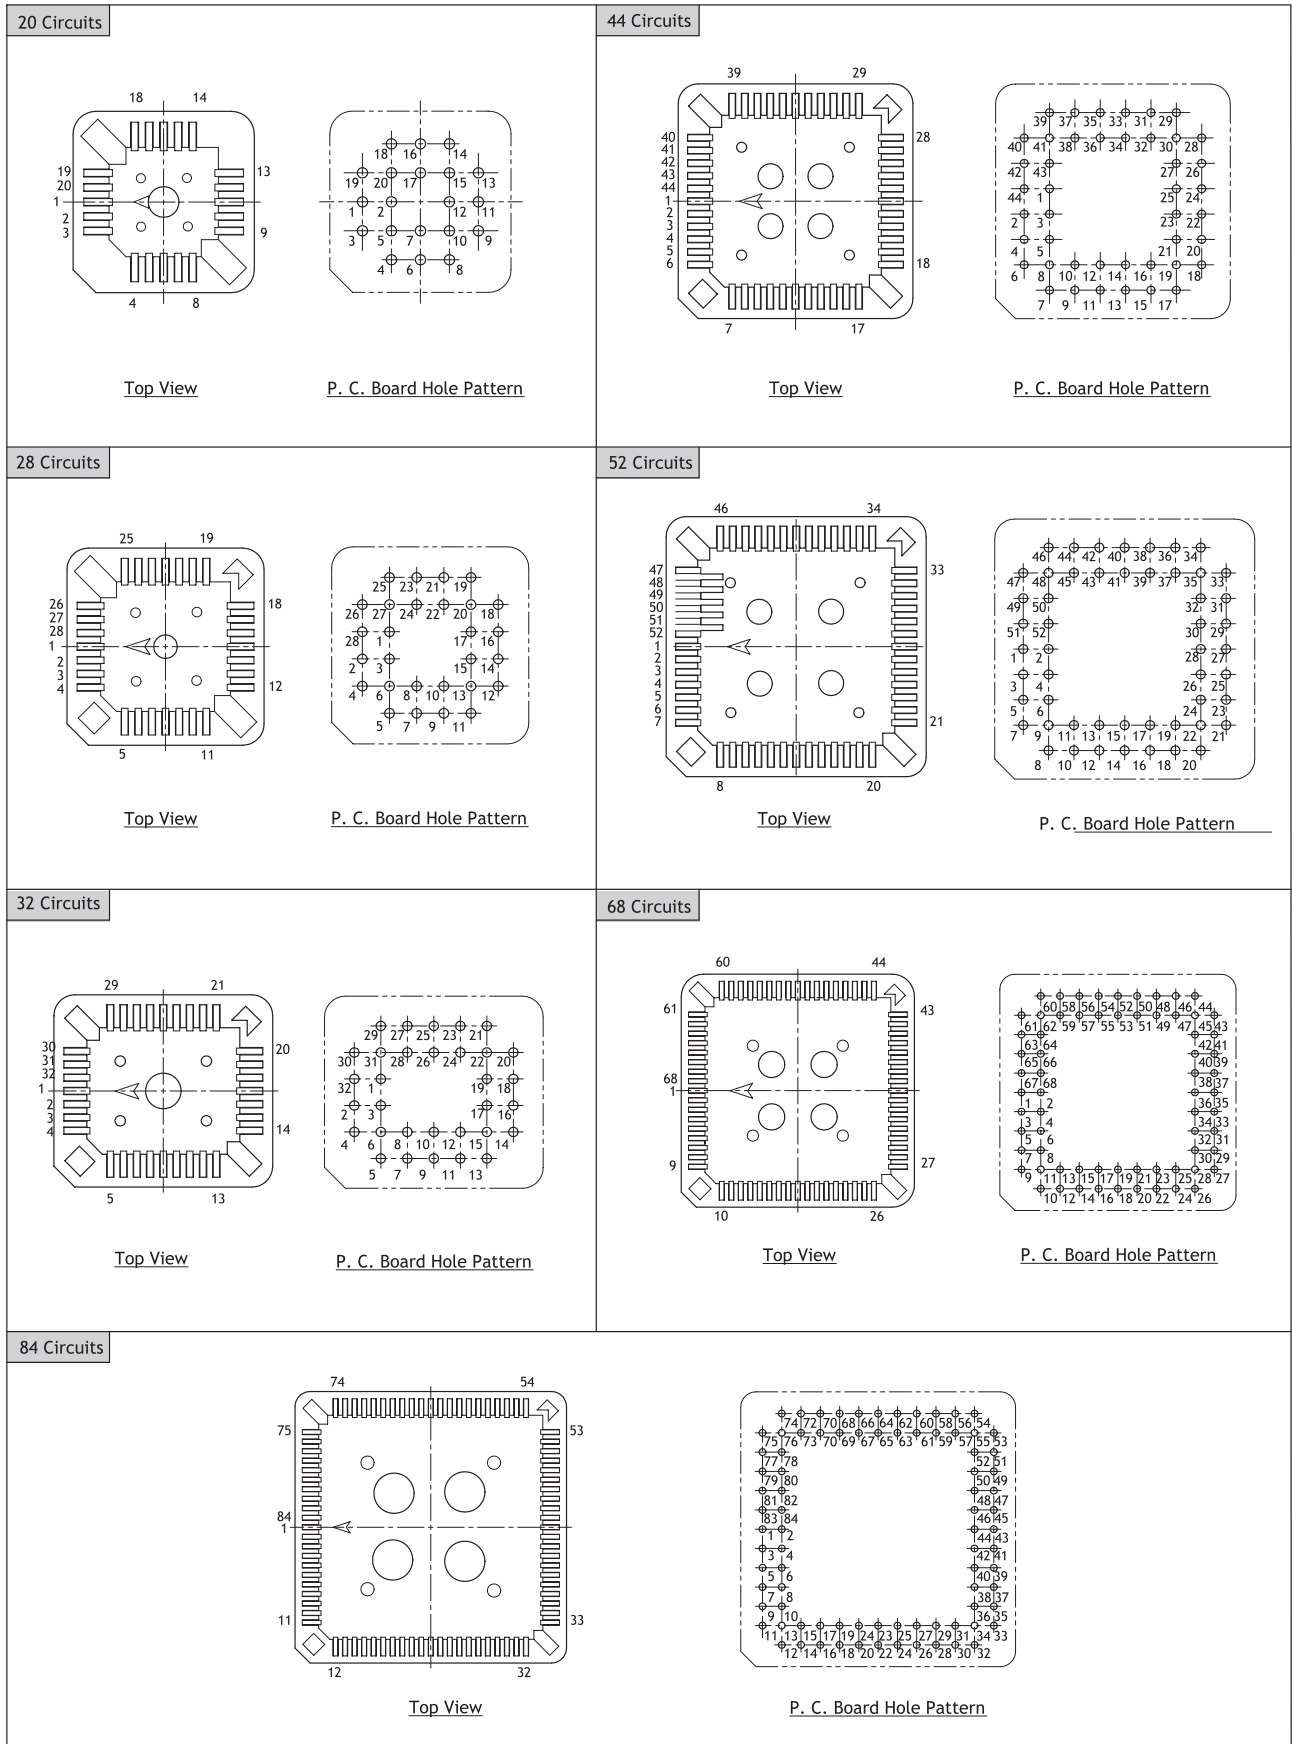 20 Circuits
18 14
19 13
20
1
2
3 9
4 8
18 16 14
19 20 17 15 13
1 2 12 11
3 5 7 10 9
4 6 8
Top View
P. C. Board Hole Pattern
44 Circuits
39 29
40 28
41
42
43
44
1
2
3
4
5
6 18
7 17
39 37 35 33 31 29
40 41 38 36 34 32 30 28
42 43 27 26
44 1 25 24
2 3 23 22
4 5 21 20
6 8 10 12 14 16 19 18
7 9 11 13 15 17
Top View
P. C. Board Hole Pattern
28 Circuits
25 19
26 18
27
28
1
2
3
4 12
5 11
25 23 21 19
26 27 24 22 20 18
28 1 17 16
2 3 15 14
4 6 8 10 13 12
5 7 9 11
Top View
P. C. Board Hole Pattern
52 Circuits
46 34
47 33
48
49
50
51
52
1
2
3
4
5
6
7 21
8 20
46 44 42 40 38 36 34
47 48 45 43 41 39 37 35 33
49 50 32 31
51 52 30 29
1 2 28 27
3 4 26 25
5 6 24 23
7 9 11 13 15 17 19 22 21
8 10 12 14 16 18 20
Top View
P. C. Board Hole Pattern
32 Circuits
29 21
30 20
31
32
1
2
3
4 14
5 13
29 27 25 23 21
30 31 28 26 24 22 20
32 1 19 18
2 3 17 16
4 6 8 10 12 15 14
5 7 9 11 13
Top View
P. C. Board Hole Pattern
68 Circuits
60 44
61 43
68
1
9 27
10 26
60 58 56 54 52 50 48 46 44
61 62 59 57 55 53 51 49 47 45 43
63 64 42 41
65 66 40 39
67 68 38 37
1 2 36 35
3 4 34 33
5 6 32 31
7 8 30 29
9 11 13 15 17 19 21 23 25 28 27
10 12 14 16 18 20 22 24 26
Top View
P. C. Board Hole Pattern
84 Circuits
74 54
75 53
84
1
11 33
12 32
74 72 70 68 66 64 62 60 58 56 54
75 76 73 70 69 67 65 63 61 59 57 55 53
77 78 52 51
79 80 50 49
81 82 48 47
83 84 46 45
1 2 44 43
3 4 42 41
5 6 40 39
7 8 38 37
9 10 36 35
11 13 15 17 19 24 23 25 27 29 31 34 33
12 14 16 18 20 22 24 26 28 30 32
Top View
P. C. Board Hole Pattern